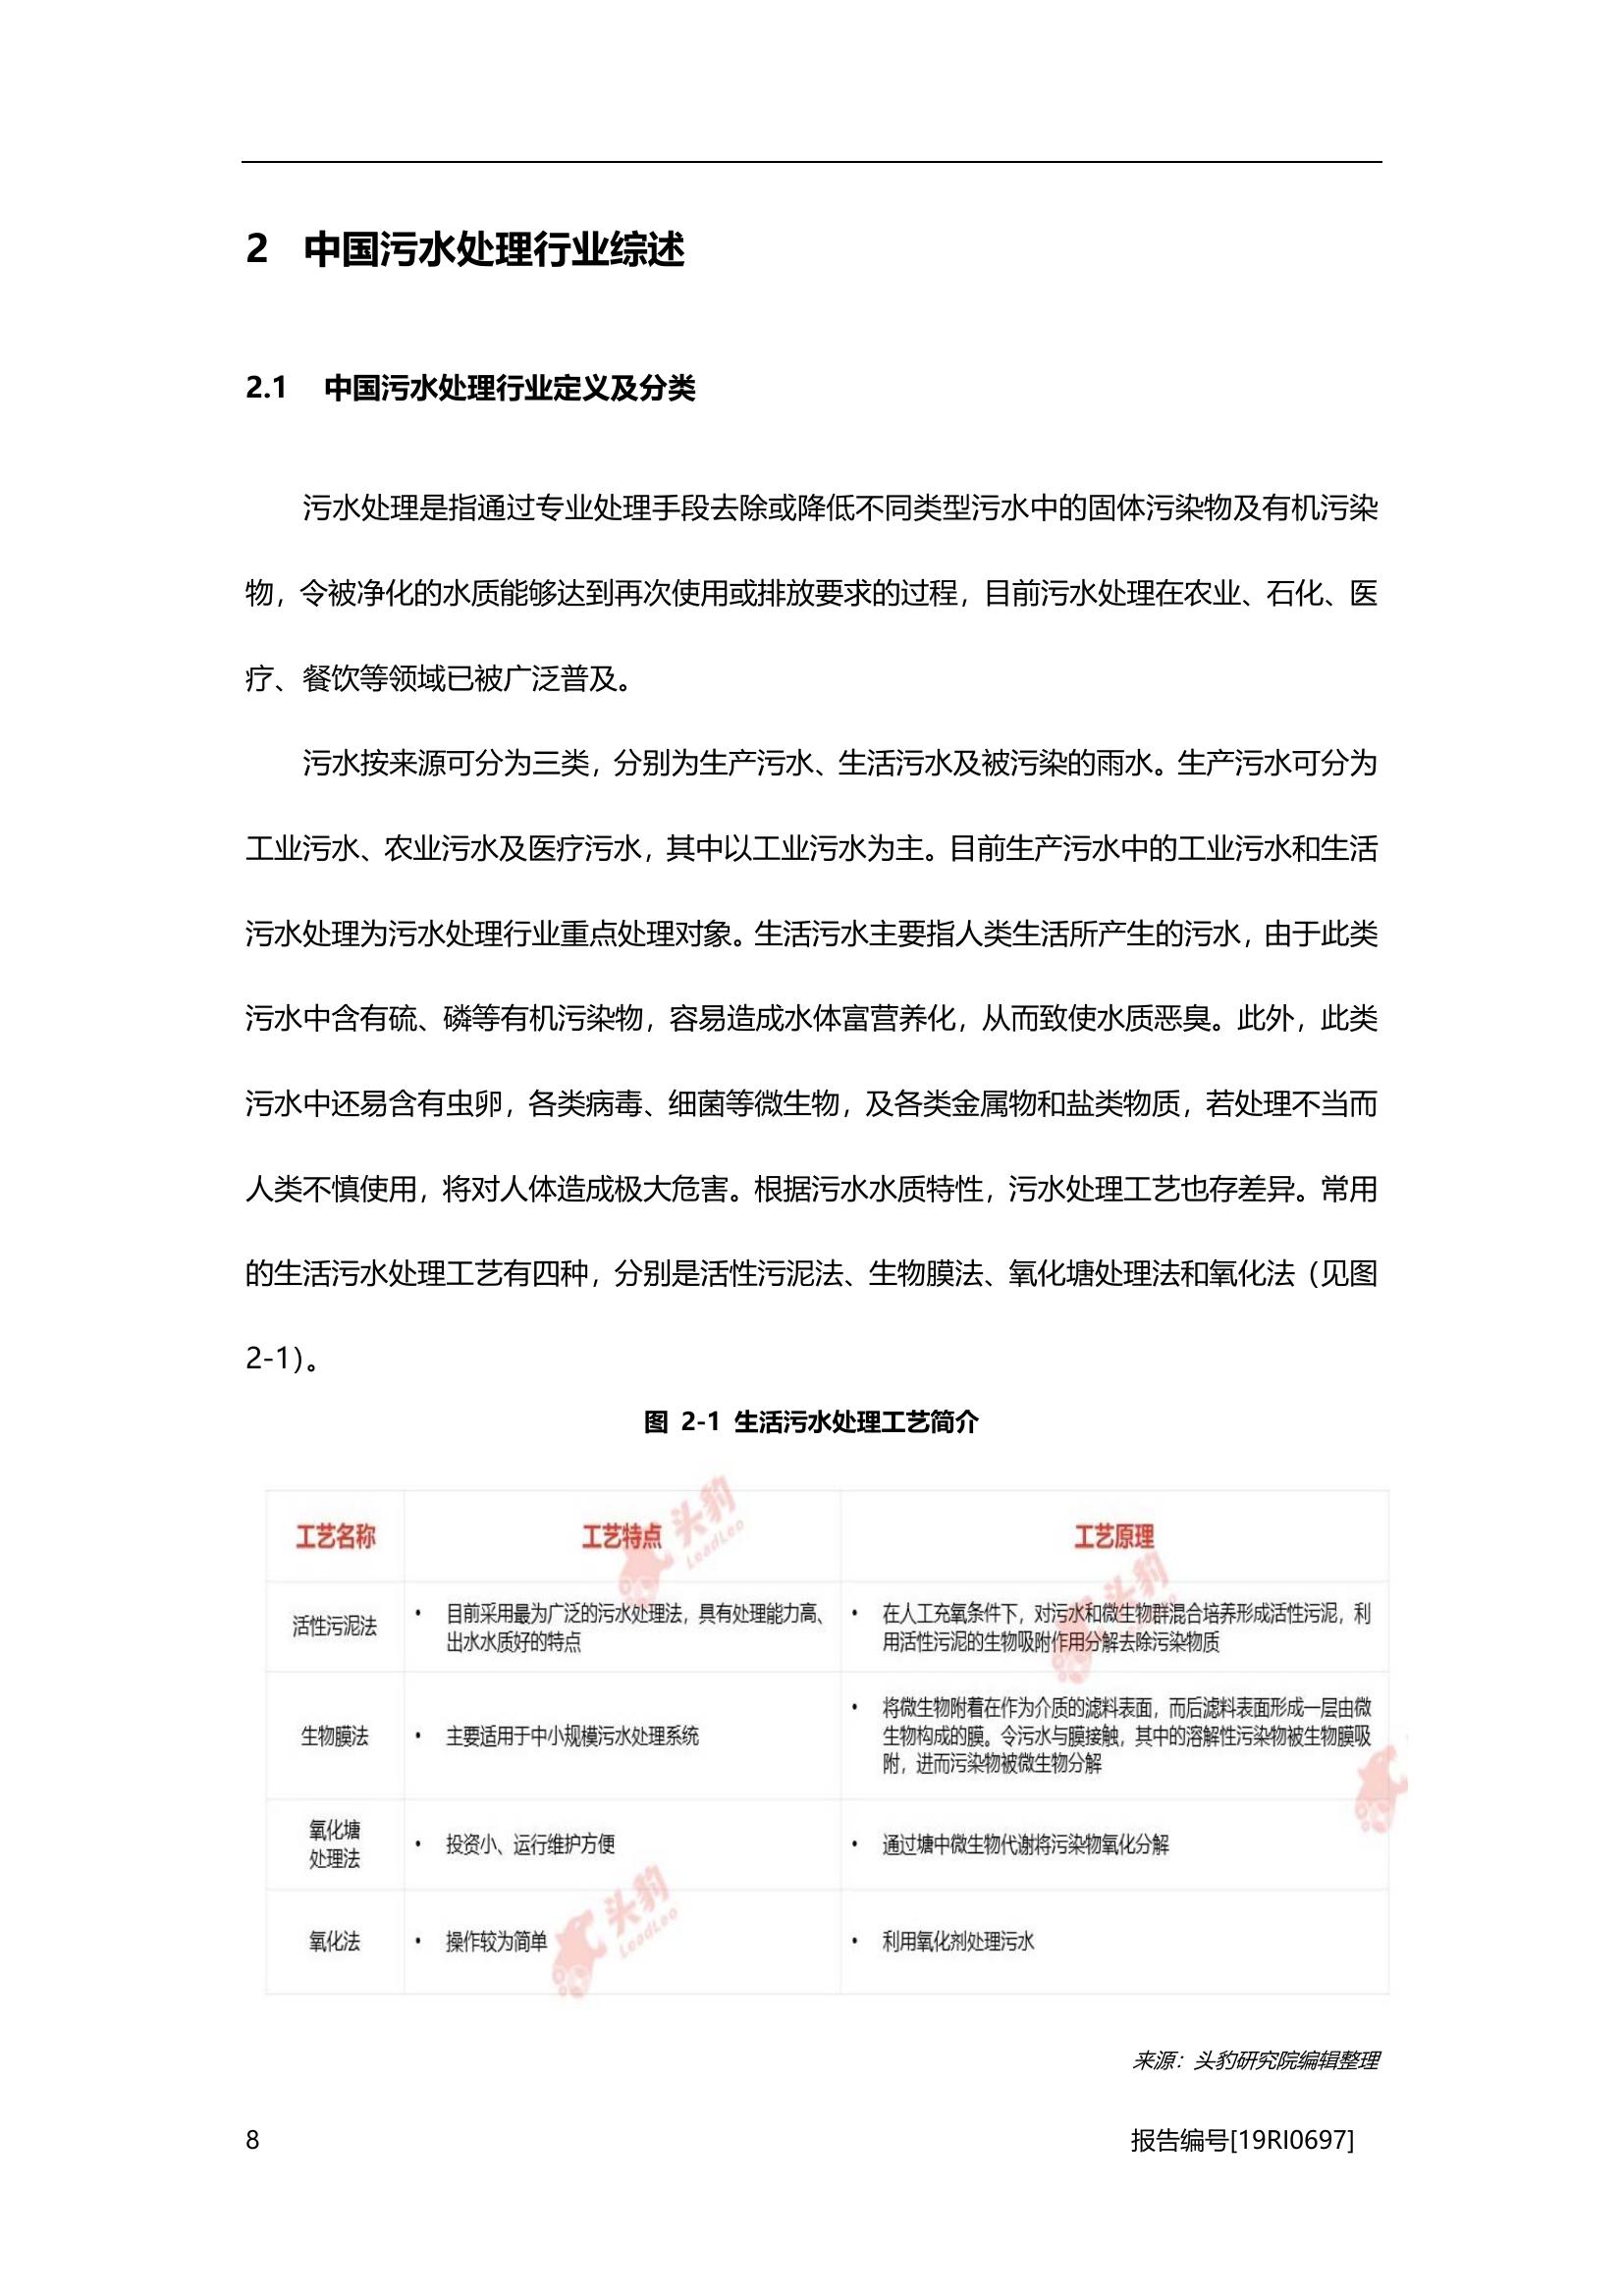 2 中国污水处理行业综述
2.1 中国污水处理行业定义及分类
污水处理是指通过专业处理手段去除或降低不同类型污水中的固体污染物及有机污染
物，令被净化的水质能够达到再次使用或排放要求的过程，目前污水处理在农业、石化、医
疗、餐饮等领域已被广泛普及。
污水按来源可分为三类，分别为生产污水、生活污水及被污染的雨水。生产污水可分为
工业污水、农业污水及医疗污水，其中以工业污水为主。目前生产污水中的工业污水和生活
污水处理为污水处理行业重点处理对象。生活污水主要指人类生活所产生的污水，由于此类
污水中含有硫、磷等有机污染物，容易造成水体富营养化，从而致使水质恶臭。此外，此类
污水中还易含有虫卵，各类病毒、细菌等微生物，及各类金属物和盐类物质，若处理不当而
人类不慎使用，将对人体造成极大危害。根据污水水质特性，污水处理工艺也存差异。常用
的生活污水处理工艺有四种，分别是活性污泥法、生物膜法、氧化塘处理法和氧化法（见图
2-1）。
图 2-1 生活污水处理工艺简介
工艺名称 工艺特点 工艺原理
活性污泥法
• 目前采用最为广泛的污水处理法，具有处理能力高、
出水水质好的特点
• 在人工充氧条件下，对污水和微生物群混合培养形成活性污泥，利
用活性污泥的生物吸附作用分解去除污染物质
生物膜法
• 主要适用于中小规模污水处理系统
• 将微生物附着在作为介质的滤料表面，而后滤料表面形成一层由微
生物构成的膜。令污水与膜接触，其中的溶解性污染物被生物膜吸
附，进而污染物被微生物分解
氧化塘
处理法
• 投资小、运行维护方便
• 通过塘中微生物代谢将污染物氧化分解
氧化法
• 操作较为简单
• 利用氧化剂处理污水
头豹
LeadLeo
头豹
头豹
LeadLeo
来源：头豹研究院编辑整理
8 报告编号[19RI0697]